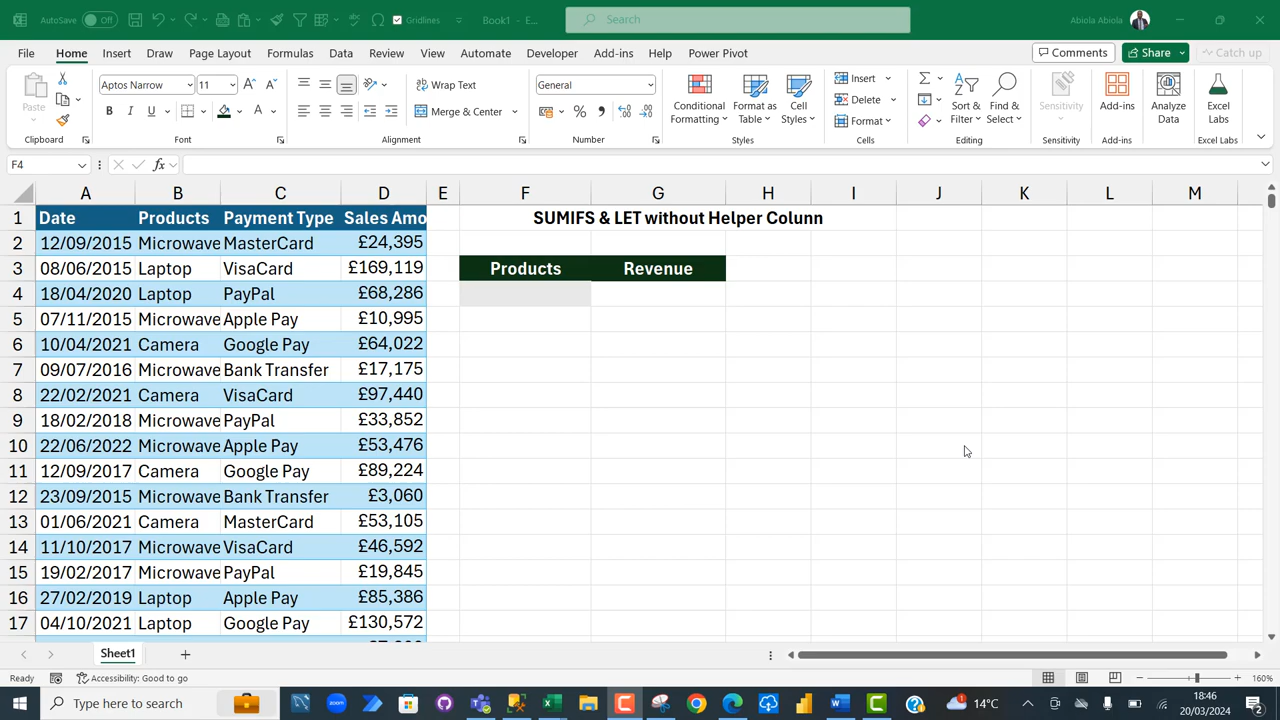 AutoSave Off Gridlines Book1 - E... Search Abiola Abiola
File Home Insert Draw Page Layout Formulas Data Review View Automate Developer Add-ins Help Power Pivot Comments Share Catch up
Paste Aptos Narrow 11 Wrap Text General Conditional Formatting Format as Table Cell Styles Insert Sort & Filter Find & Select Sensitivity Add-ins Analyze Data Excel Labs
B I U A Merge & Center % Delete
Format
Clipboard Font Alignment Number Styles Cells Editing Sensitivity Add-ins Excel Labs
F4 fx
A B C D E F G H I J K L M
1 Date Products Payment Type Sales Amo SUMIFS & LET without Helper Colunn
2 12/09/2015 Microwave MasterCard £24,395
3 08/06/2015 Laptop VisaCard £169,119 Products Revenue
4 18/04/2020 Laptop PayPal £68,286
5 07/11/2015 Microwave Apple Pay £10,995
6 10/04/2021 Camera Google Pay £64,022
7 09/07/2016 Microwave Bank Transfer £17,175
8 22/02/2021 Camera VisaCard £97,440
9 18/02/2018 Microwave PayPal £33,852
10 22/06/2022 Microwave Apple Pay £53,476
11 12/09/2017 Camera Google Pay £89,224
12 23/09/2015 Microwave Bank Transfer £3,060
13 01/06/2021 Camera MasterCard £53,105
14 11/10/2017 Microwave VisaCard £46,592
15 19/02/2017 Microwave PayPal £19,845
16 27/02/2019 Laptop Apple Pay £85,386
17 04/10/2021 Laptop Google Pay £130,572
Sheet1
Ready Accessibility: Good to go 160%
Type here to search 14°C 18:46
20/03/2024